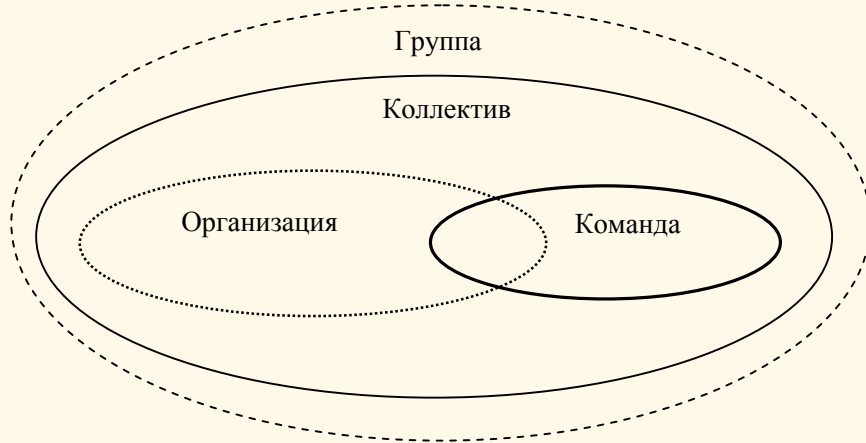 Группа
Коллектив
Организация
Команда